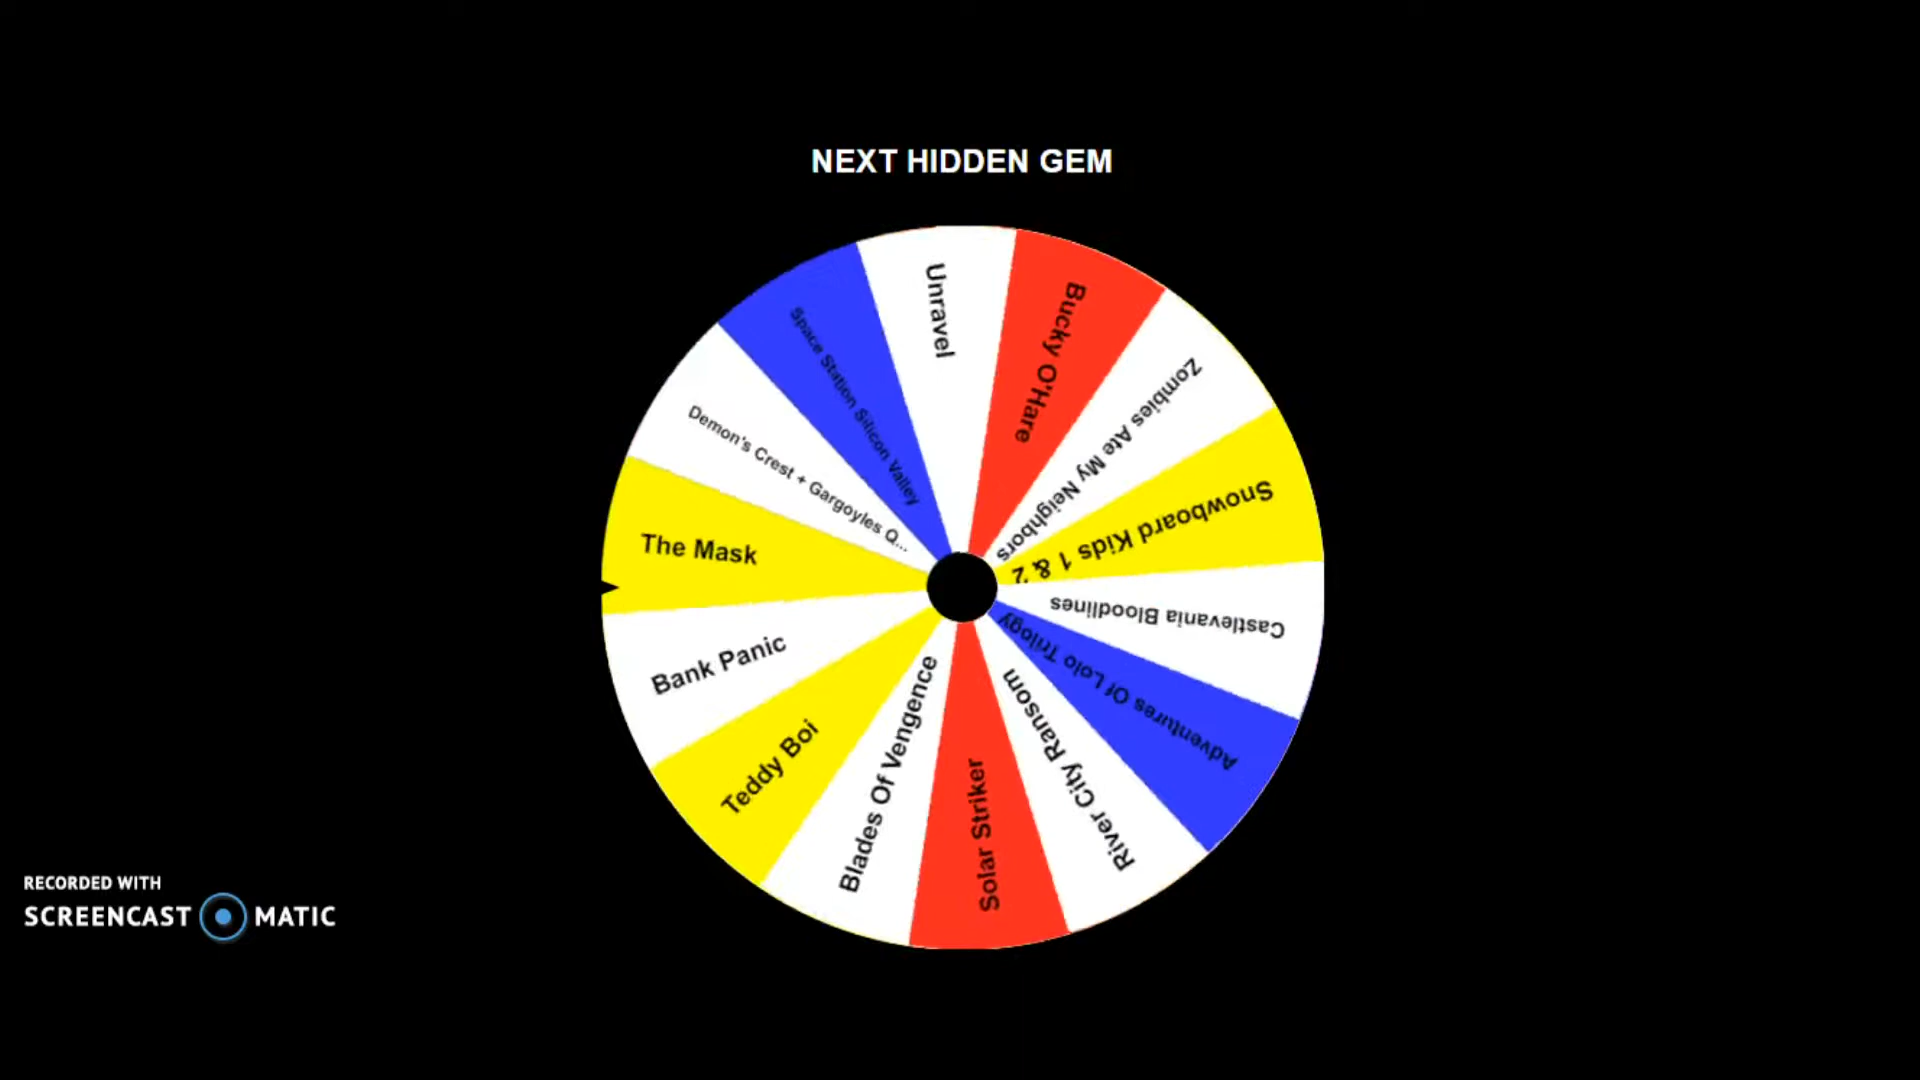 NEXT HIDDEN GEM
Unravel
Bucky O'Hare
Zombies Ate My Neighbors
Snowboard Kids 1 & 2
Castlevania Bloodlines
Adventures Of Lolo Trilogy
River City Ransom
Solar Striker
Blades Of Vengence
Teddy Boi
Bank Panic
The Mask
Demon's Crest + Gargoyles Q...
Space Station Silicon Valley
RECORDED WITH
SCREENCAST MATIC